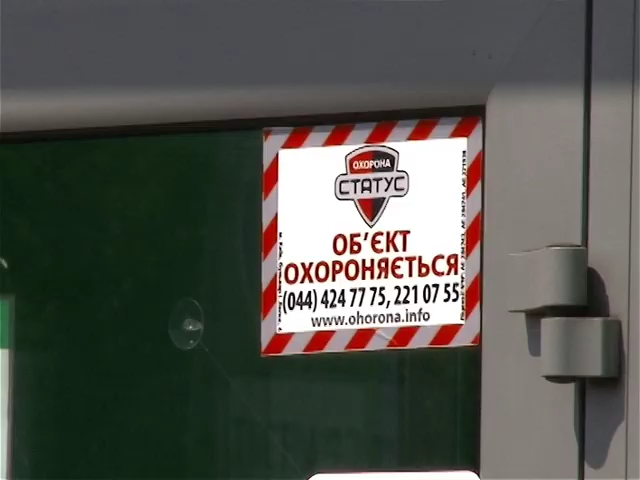 ОХОРОНА
СТАТУС
ОБ'ЄКТ
ОХОРОНЯЄТЬСЯ
(044) 424 77 75, 221 07 55
www.ohorona.info